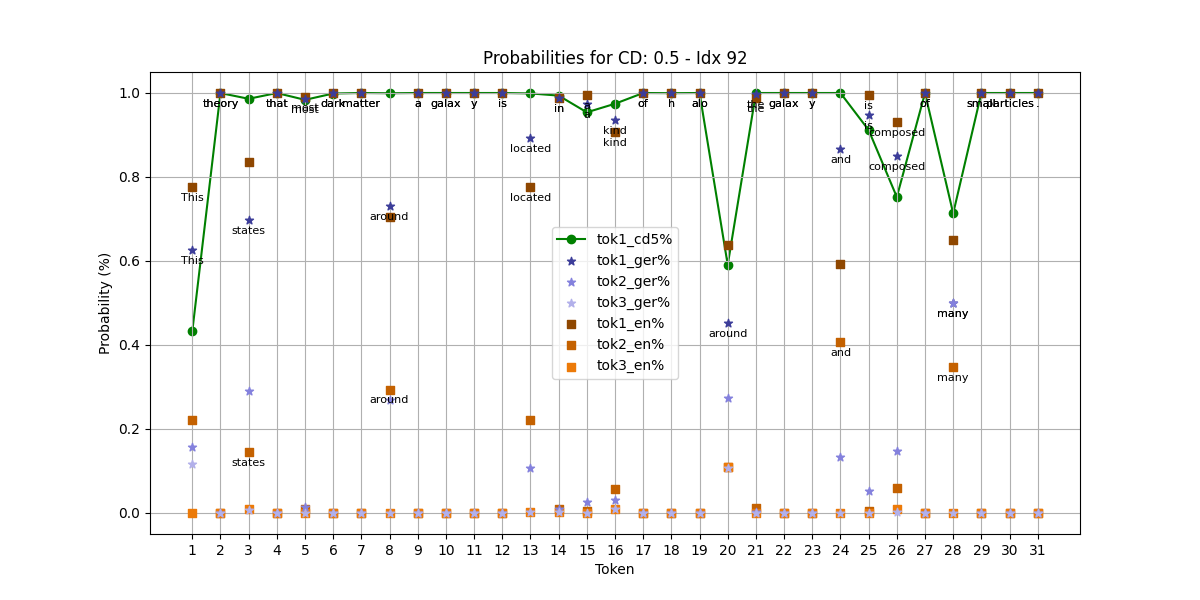 Probabilities for CD: 0.5 - Idx 92
Probability (%)
1.0
0.8
0.6
0.4
0.2
0.0
theory that most dark matter a galax y is in a of h alo the galax y of small particles .
most
the
is
is
This
This
states
states
around
around
located
located
kind
kind
around
and
and
composed
composed
many
many
tok1_cd5%
tok1_ger%
tok2_ger%
tok3_ger%
tok1_en%
tok2_en%
tok3_en%
1 2 3 4 5 6 7 8 9 10 11 12 13 14 15 16 17 18 19 20 21 22 23 24 25 26 27 28 29 30 31
Token